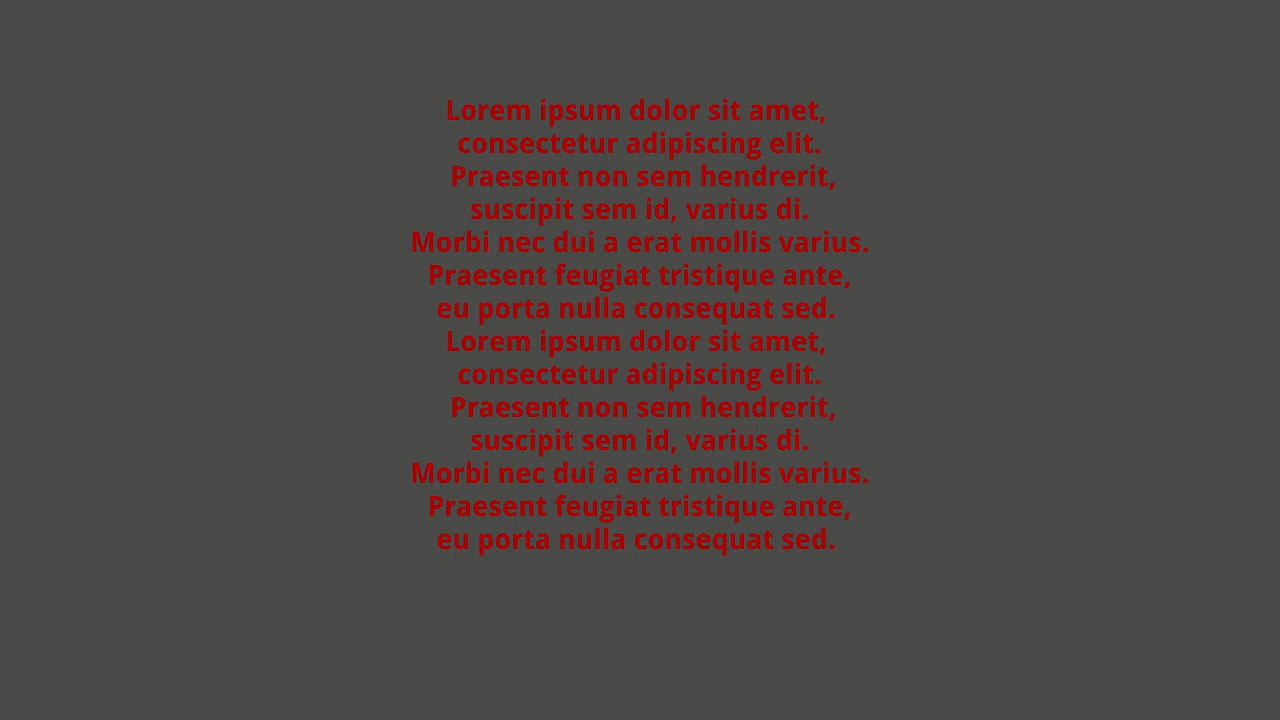 Lorem ipsum dolor sit amet,
consectetur adipiscing elit.
Praesent non sem hendrerit,
suscipit sem id, varius di.
Morbi nec dui a erat mollis varius.
Praesent feugiat tristique ante,
eu porta nulla consequat sed.
Lorem ipsum dolor sit amet,
consectetur adipiscing elit.
Praesent non sem hendrerit,
suscipit sem id, varius di.
Morbi nec dui a erat mollis varius.
Praesent feugiat tristique ante,
eu porta nulla consequat sed.